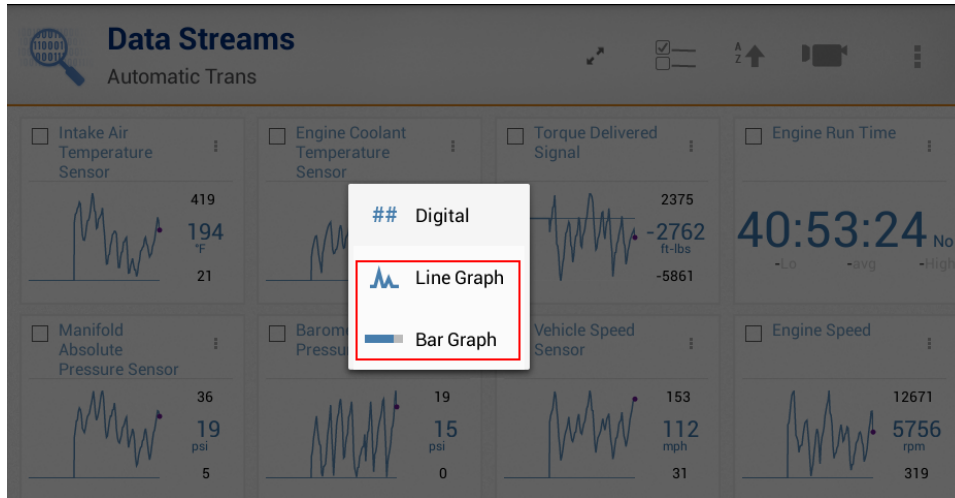 110001
00011
Data Streams
Automatic Trans
A
Z
Intake Air
Temperature
Sensor
419
194
°F
21
Engine Coolant
Temperature
Sensor
Torque Delivered
Signal
2375
-2762
ft-lbs
-5861
Engine Run Time
40:53:24 No
-Lo -avg -High
## Digital
Line Graph
Bar Graph
Manifold
Absolute
Pressure Sensor
36
19
psi
5
19
15
psi
0
Vehicle Speed
Sensor
153
112
mph
31
Engine Speed
12671
5756
rpm
319